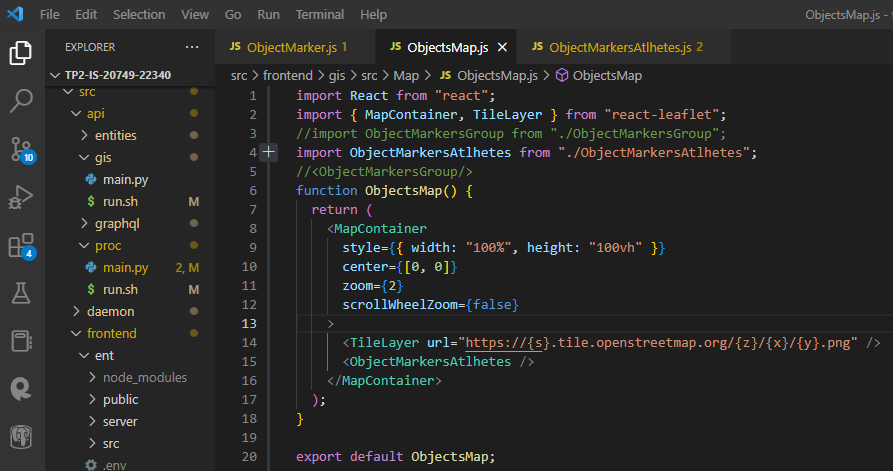 File Edit Selection View Go Run Terminal Help ObjectsMap.js -
EXPLORER ···
JS ObjectMarker.js 1 JS ObjectsMap.js × JS ObjectMarkersAtlhetes.js 2
TP2-IS-20749-22340
src > frontend > gis > src > Map > JS ObjectsMap.js > ObjectsMap
src
api
entities
gis
main.py
$ run.sh M
graphql
proc
main.py 2, M
$ run.sh M
daemon
frontend
ent
node_modules
public
server
src
.env
10
4
1 import React from "react";
2 import { MapContainer, TileLayer } from "react-leaflet";
3 //import ObjectMarkersGroup from "./ObjectMarkersGroup";
4 import ObjectMarkersAtlhetes from "./ObjectMarkersAtlhetes";
5 //<ObjectMarkersGroup/>
6 function ObjectsMap() {
7 return (
8 <MapContainer
9 style={{ width: "100%", height: "100vh" }}
10 center={[0, 0]}
11 zoom={2}
12 scrollWheelZoom={false}
13 >
14 <TileLayer url="https://{s}.tile.openstreetmap.org/{z}/{x}/{y}.png" />
15 <ObjectMarkersAtlhetes />
16 </MapContainer>
17 );
18 }
19
20 export default ObjectsMap;